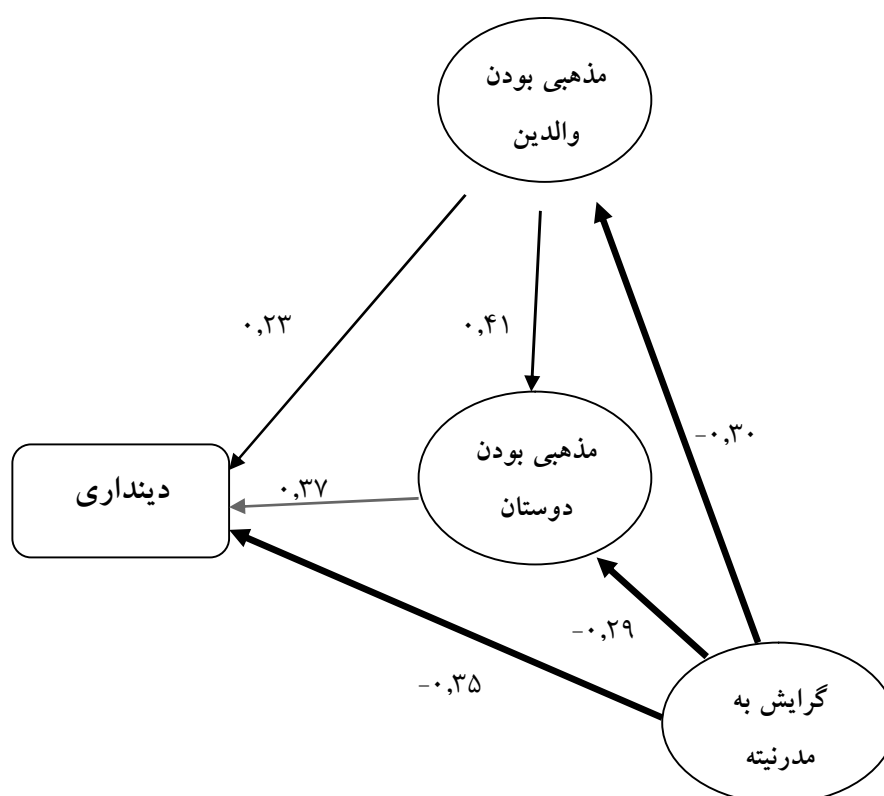 مذهبی بودن
والدین
۰,۲۳
۰,۴۱
-۰,۳۰
مذهبی بودن
دوستان
دینداری
۰,۳۷
-۰,۲۹
-۰,۳۵
گرایش به
مدرنیته